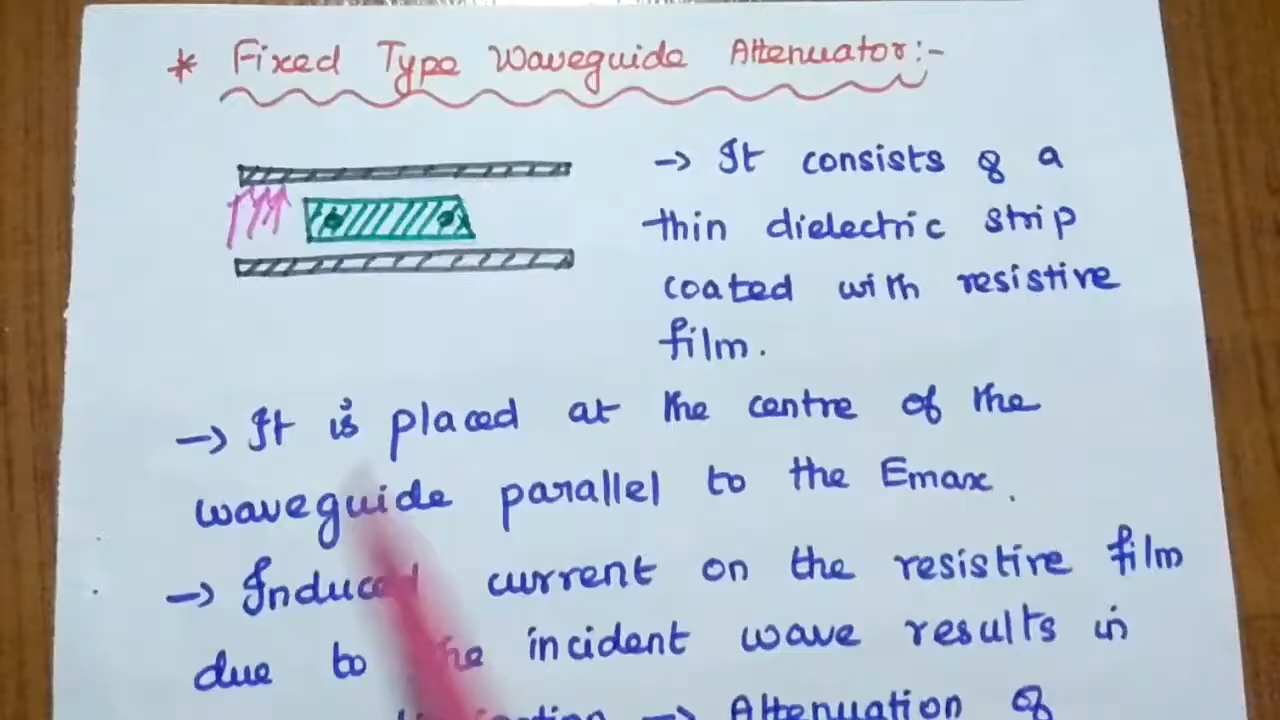 * Fixed Type Waveguide Attenuator:-
→ It consists of a
thin dielectric strip
coated with resistive
film.
→ It is placed at the centre of the
waveguide parallel to the Emax.
→ Induced current on the resistive film
due to the incident wave results in
→ Attenuation of